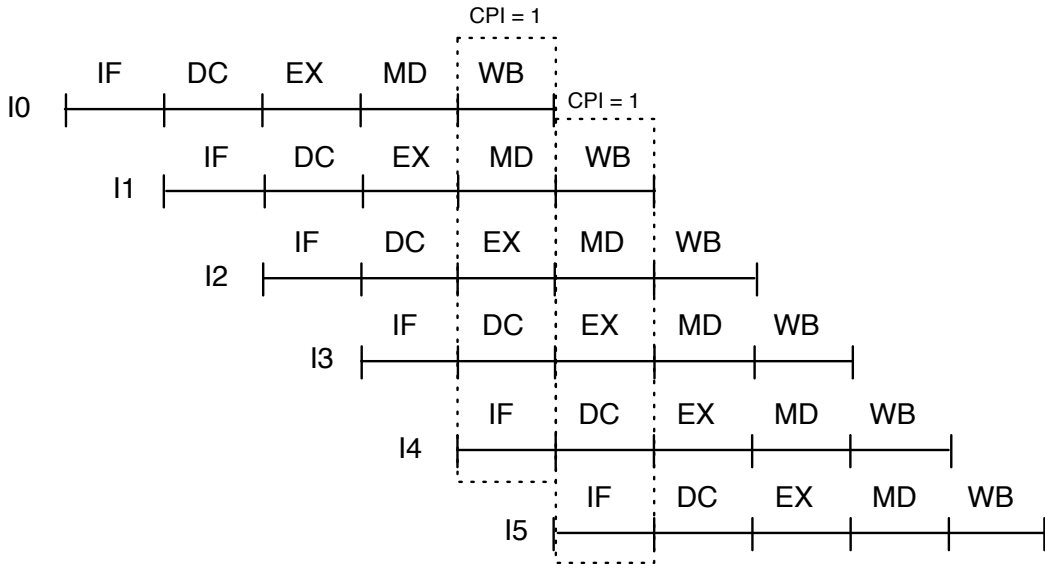 CPI = 1
IF DC EX MD WB
I0
CPI = 1
IF DC EX MD WB
I1
IF DC EX MD WB
I2
IF DC EX MD WB
I3
IF DC EX MD WB
I4
IF DC EX MD WB
I5